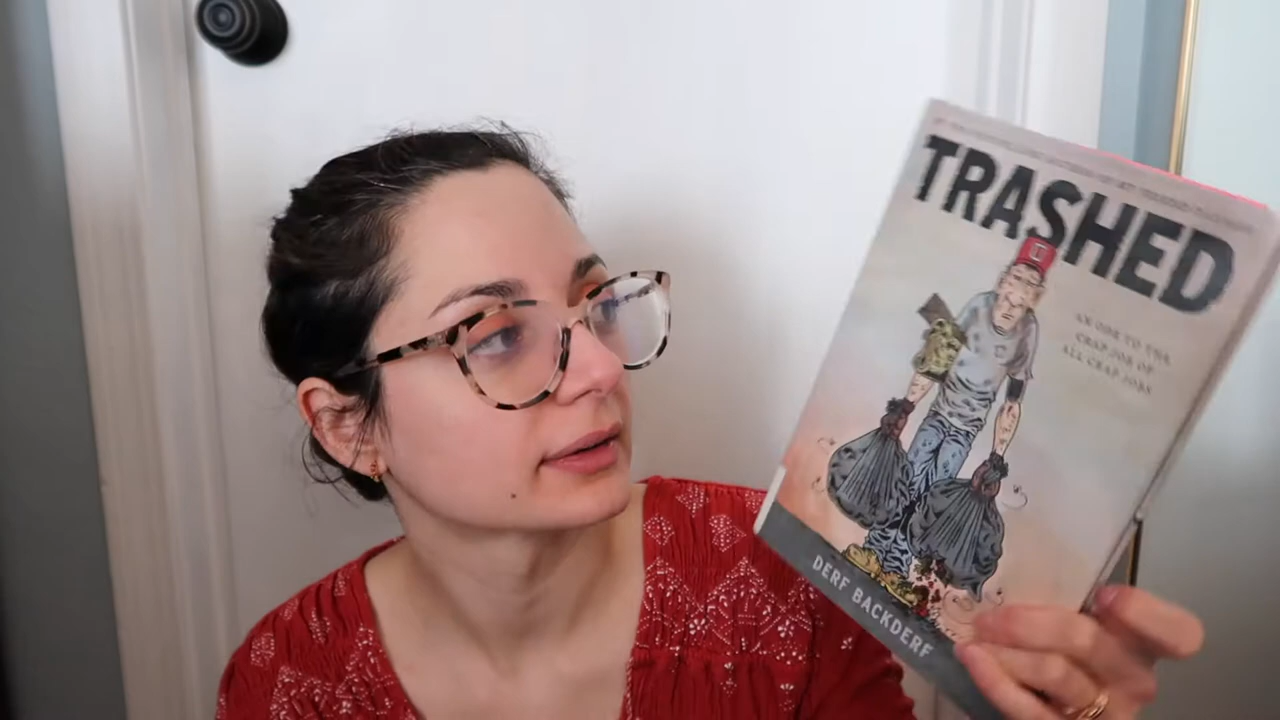 TRASHED
AN ODE TO THE
CRAP JOB OF
ALL CRAP JOBS
DERF BACKDERF